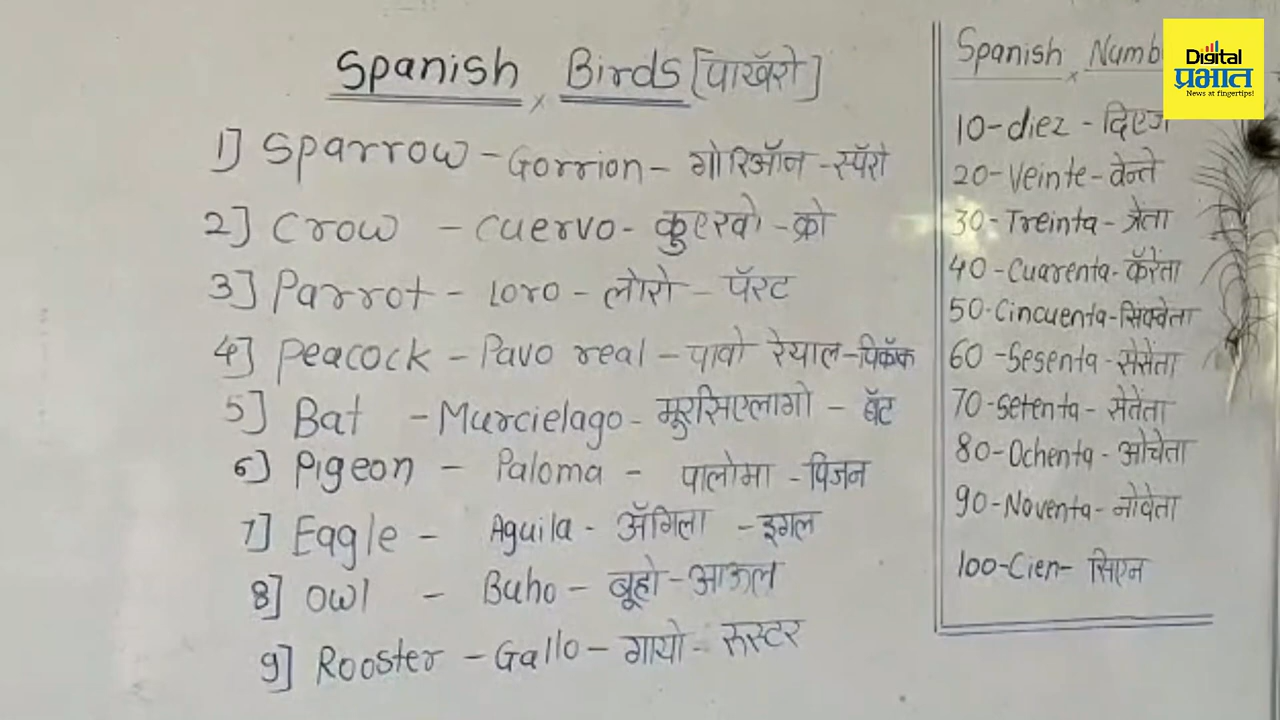 Spanish Birds [पाखॅरो]
1] Sparrow - Gorrion - गोरिऑन - स्पॅरो
2] Crow - Cuervo - कुएरवो - क्रो
3] Parrot - Loro - लोरो - पॅरट
4] Peacock - Pavo real - पावो रेयाल - पिकॉक
5] Bat - Murcielago - मूरसिएलागो - बॅट
6] Pigeon - Paloma - पालोमा - पिजन
7] Eagle - Aguila - ॲगिला - इगल
8] Owl - Buho - बूहो - आऊल
9] Rooster - Gallo - गायो - रूस्टर
Spanish Numb
10 - diez - दिएज
20 - Veinte - वेन्ते
30 - Treinta - त्रेता
40 - Cuarenta - कॅरेंता
50 - Cincuenta - सिंक्वेता
60 - Sesenta - सेसेंता
70 - Setenta - सेतेंता
80 - Ochenta - ओचेता
90 - Noventa - नोवेता
100 - Cien - सिएन
Digital
प्रभात
News at fingertips!